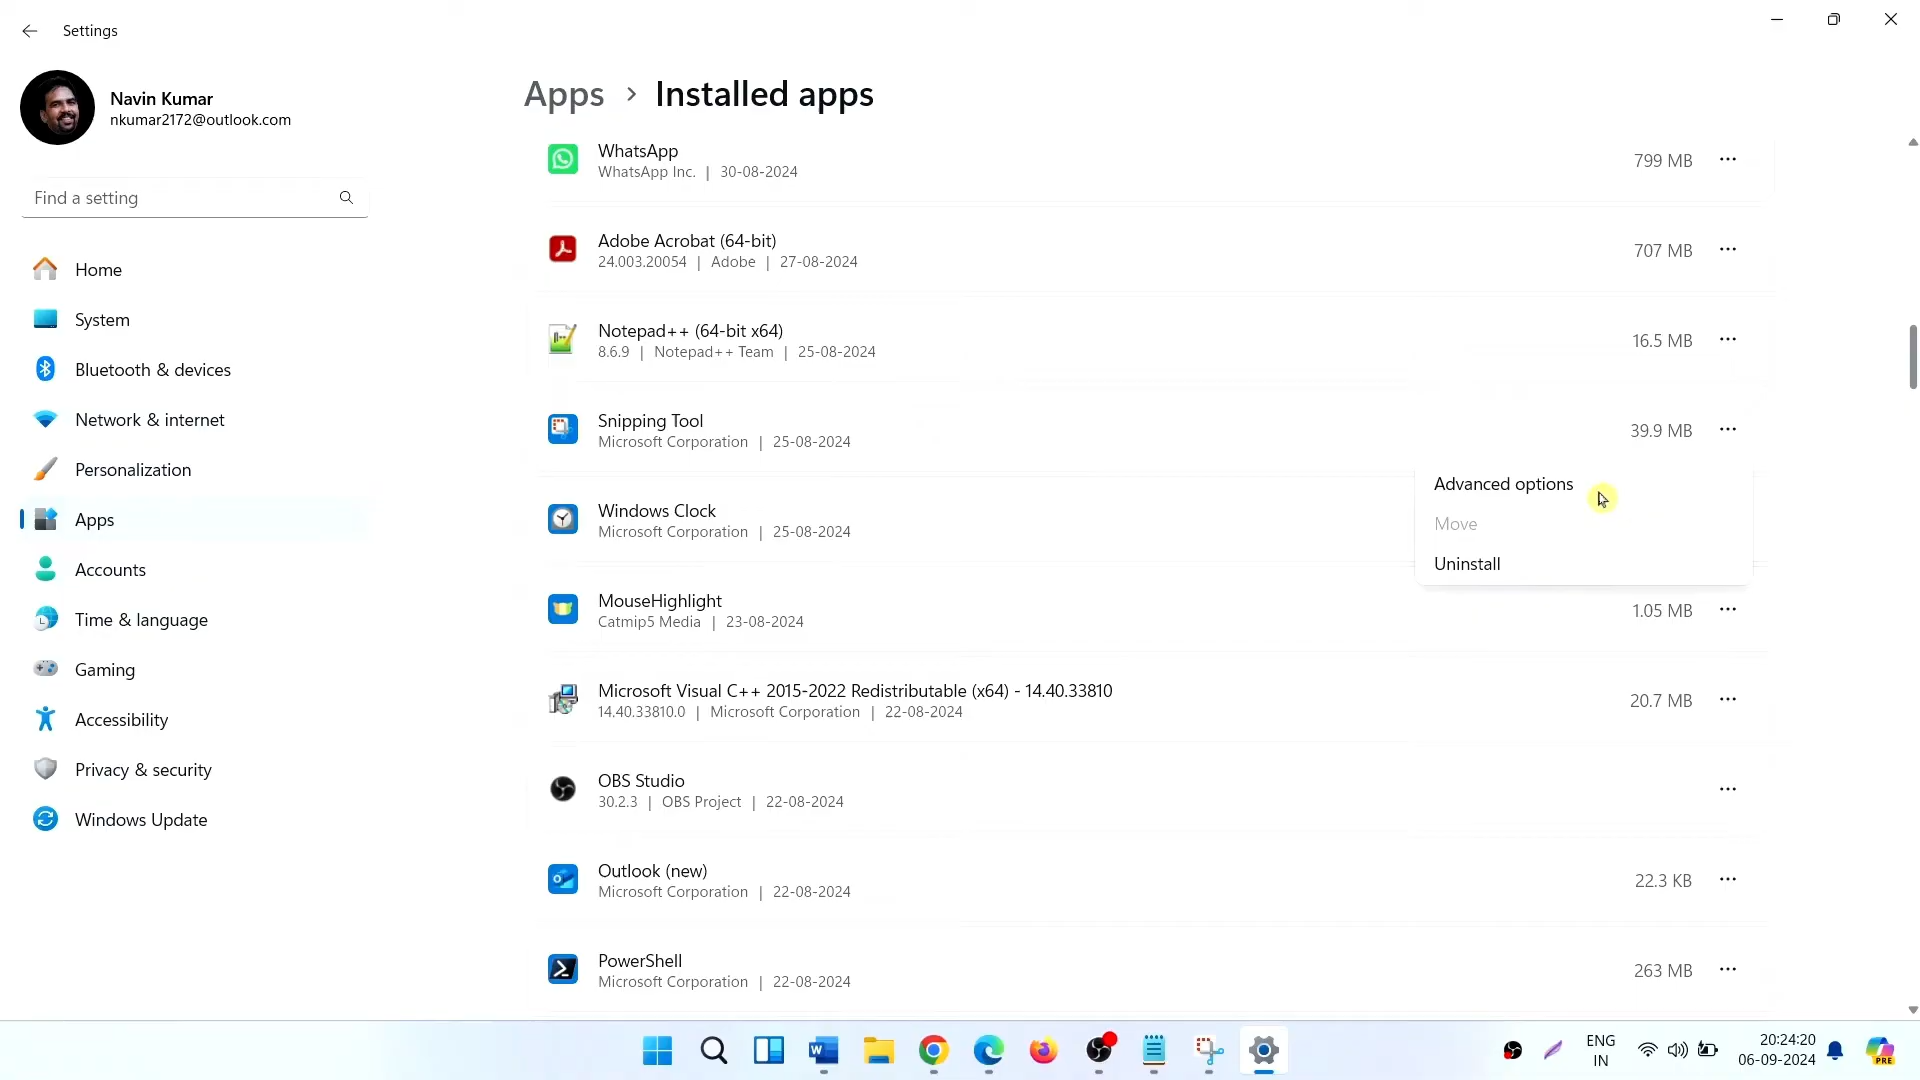 Settings
Navin Kumar
nkumar2172@outlook.com
Find a setting
Home
System
Bluetooth & devices
Network & internet
Personalization
Apps
Accounts
Time & language
Gaming
Accessibility
Privacy & security
Windows Update
Apps > Installed apps
WhatsApp
WhatsApp Inc. | 30-08-2024
799 MB
Adobe Acrobat (64-bit)
24.003.20054 | Adobe | 27-08-2024
707 MB
Notepad++ (64-bit x64)
8.6.9 | Notepad++ Team | 25-08-2024
16.5 MB
Snipping Tool
Microsoft Corporation | 25-08-2024
39.9 MB
Advanced options
Move
Uninstall
Windows Clock
Microsoft Corporation | 25-08-2024
MouseHighlight
Catmip5 Media | 23-08-2024
1.05 MB
Microsoft Visual C++ 2015-2022 Redistributable (x64) - 14.40.33810
14.40.33810.0 | Microsoft Corporation | 22-08-2024
20.7 MB
OBS Studio
30.2.3 | OBS Project | 22-08-2024
Outlook (new)
Microsoft Corporation | 22-08-2024
22.3 KB
PowerShell
Microsoft Corporation | 22-08-2024
263 MB
ENG
IN
20:24:20
06-09-2024
PRE